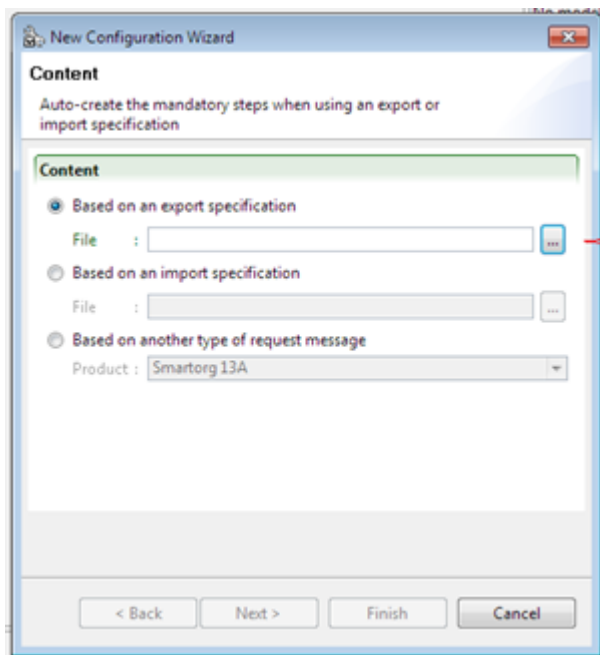 file model
New Configuration Wizard
Content
Auto-create the mandatory steps when using an export or
import specification
Content
Based on an export specification
File : ...
Based on an import specification
File : ...
Based on another type of request message
Product : Smartorg 13A
< Back Next > Finish Cancel